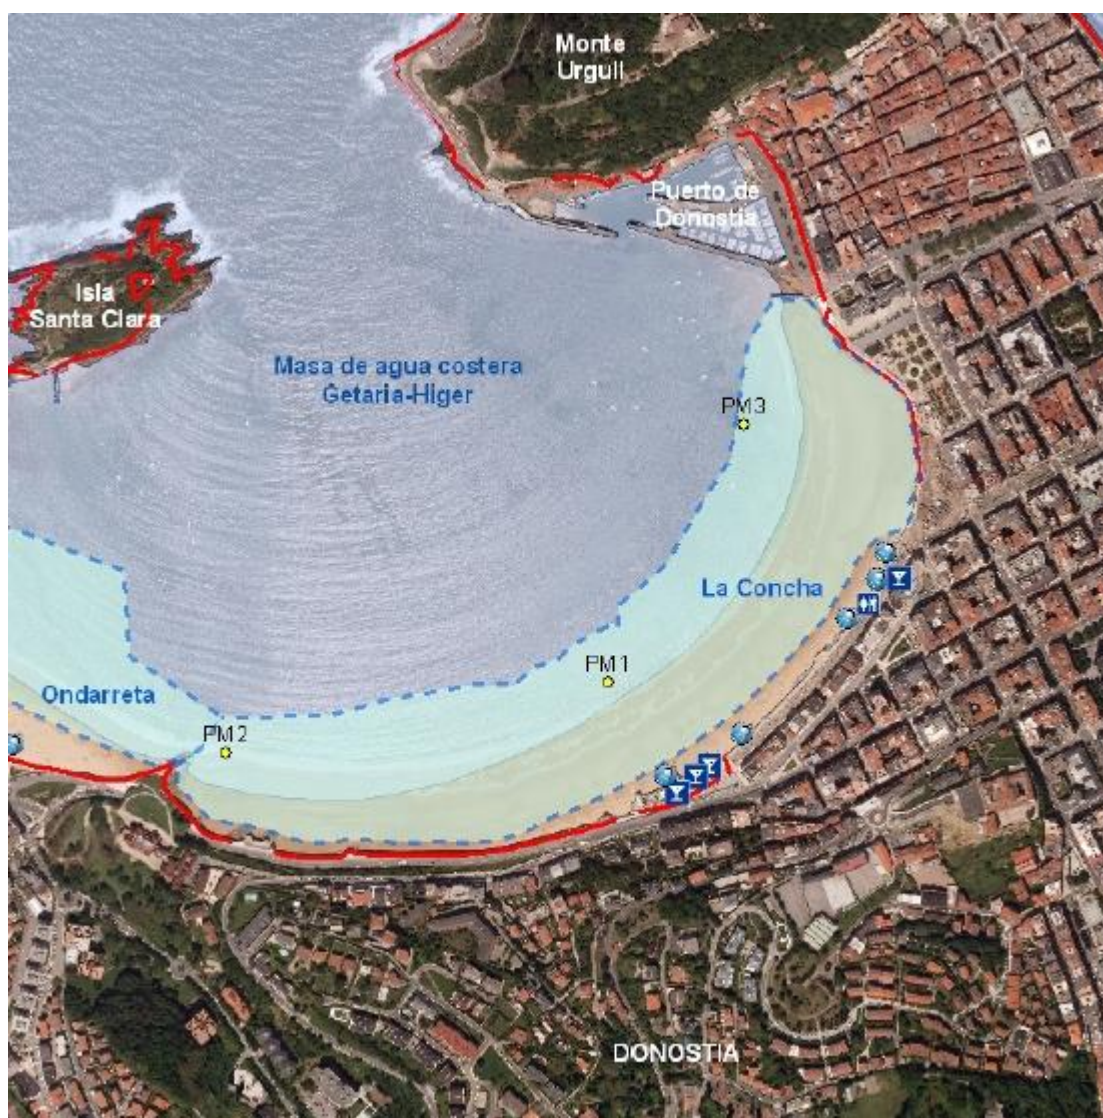 Monte
Urgull
Puerto de
Donostia
Isla
Santa Clara
Masa de agua costera
Getaria-Higer
PM3
La Concha
PM1
Ondarreta
PM2
DONOSTIA